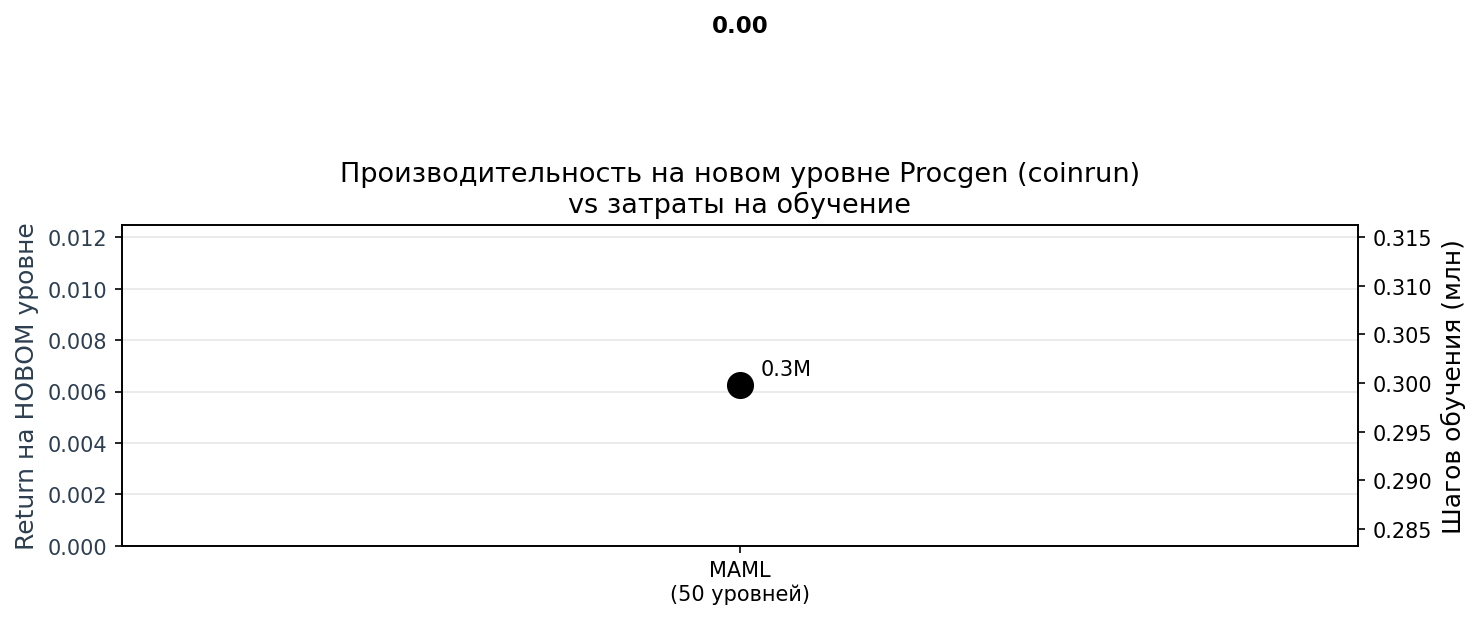 0.00
Производительность на новом уровне Procgen (coinrun)
vs затраты на обучение
Return на НОВОМ уровне
0.012
0.010
0.008
0.006
0.004
0.002
0.000
0.3M
0.315
0.310
0.305
0.300
0.295
0.290
0.285
Шагов обучения (млн)
MAML
(50 уровней)